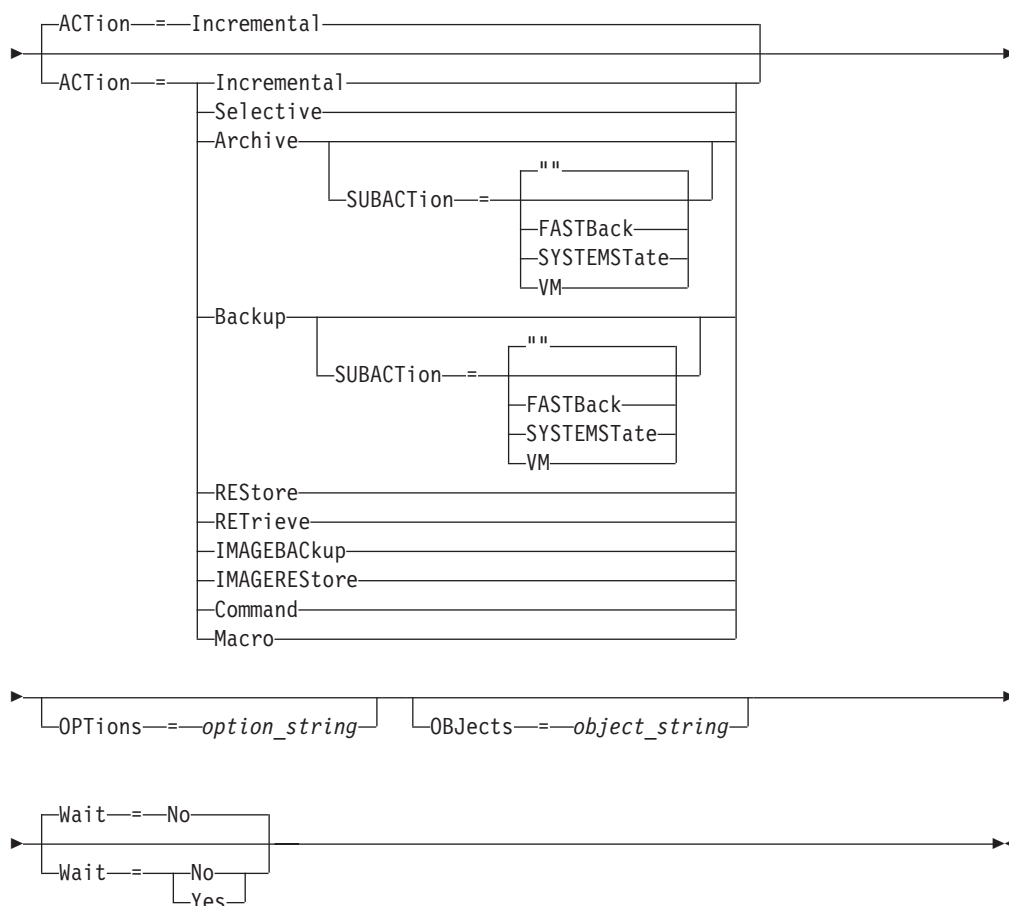 ACTion = Incremental
ACTion = Incremental
Selective
Archive
""
SUBACTion =
FASTBack
SYSTEMSTate
VM
Backup
""
SUBACTion =
FASTBack
SYSTEMSTate
VM
REStore
RETrieve
IMAGEBACkup
IMAGEREStore
Command
Macro
OPTions = option_string OBJects = object_string
Wait = No
Wait = No
Yes